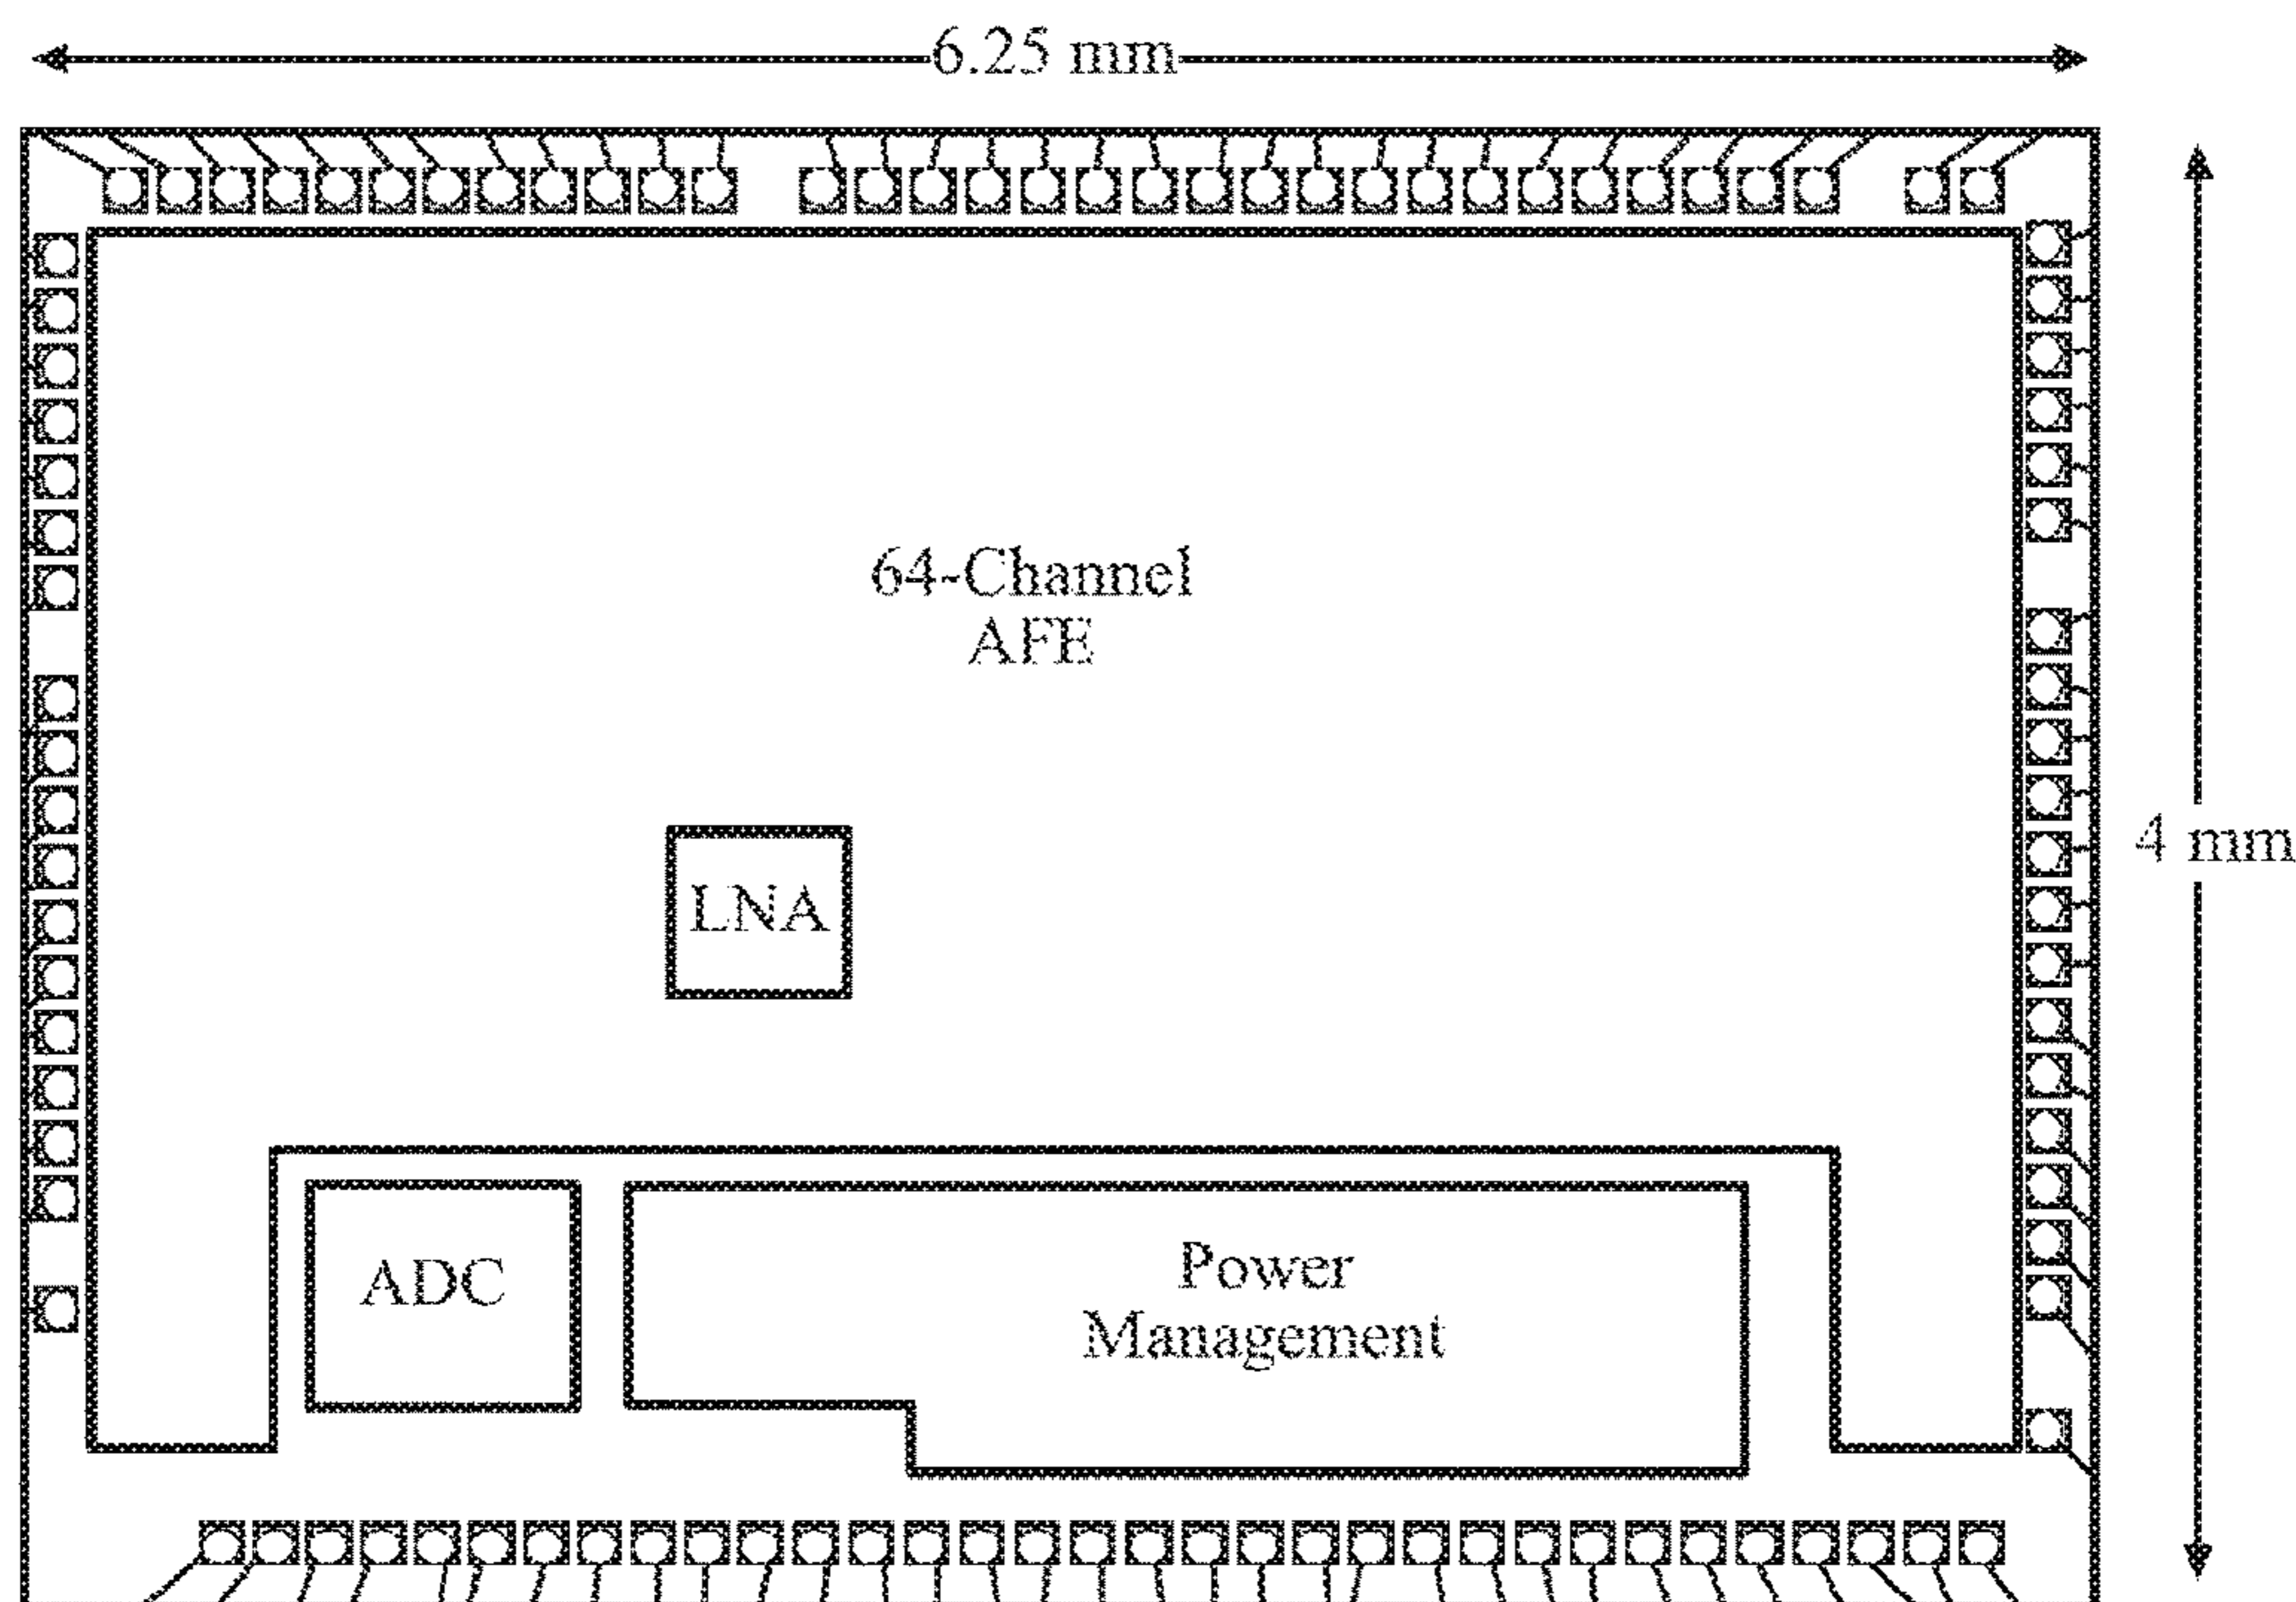 6.25 mm
64-Channel
AFE
4 mm
LNA
ADC
Power
Management